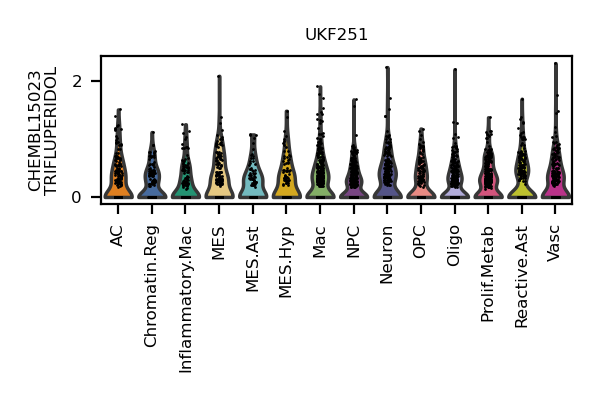 UKF251
CHEMBL15023
TRIFLUPERIDOL
2
0
AC
Chromatin.Reg
Inflammatory.Mac
MES
MES.Ast
MES.Hyp
Mac
NPC
Neuron
OPC
Oligo
Prolif.Metab
Reactive.Ast
Vasc